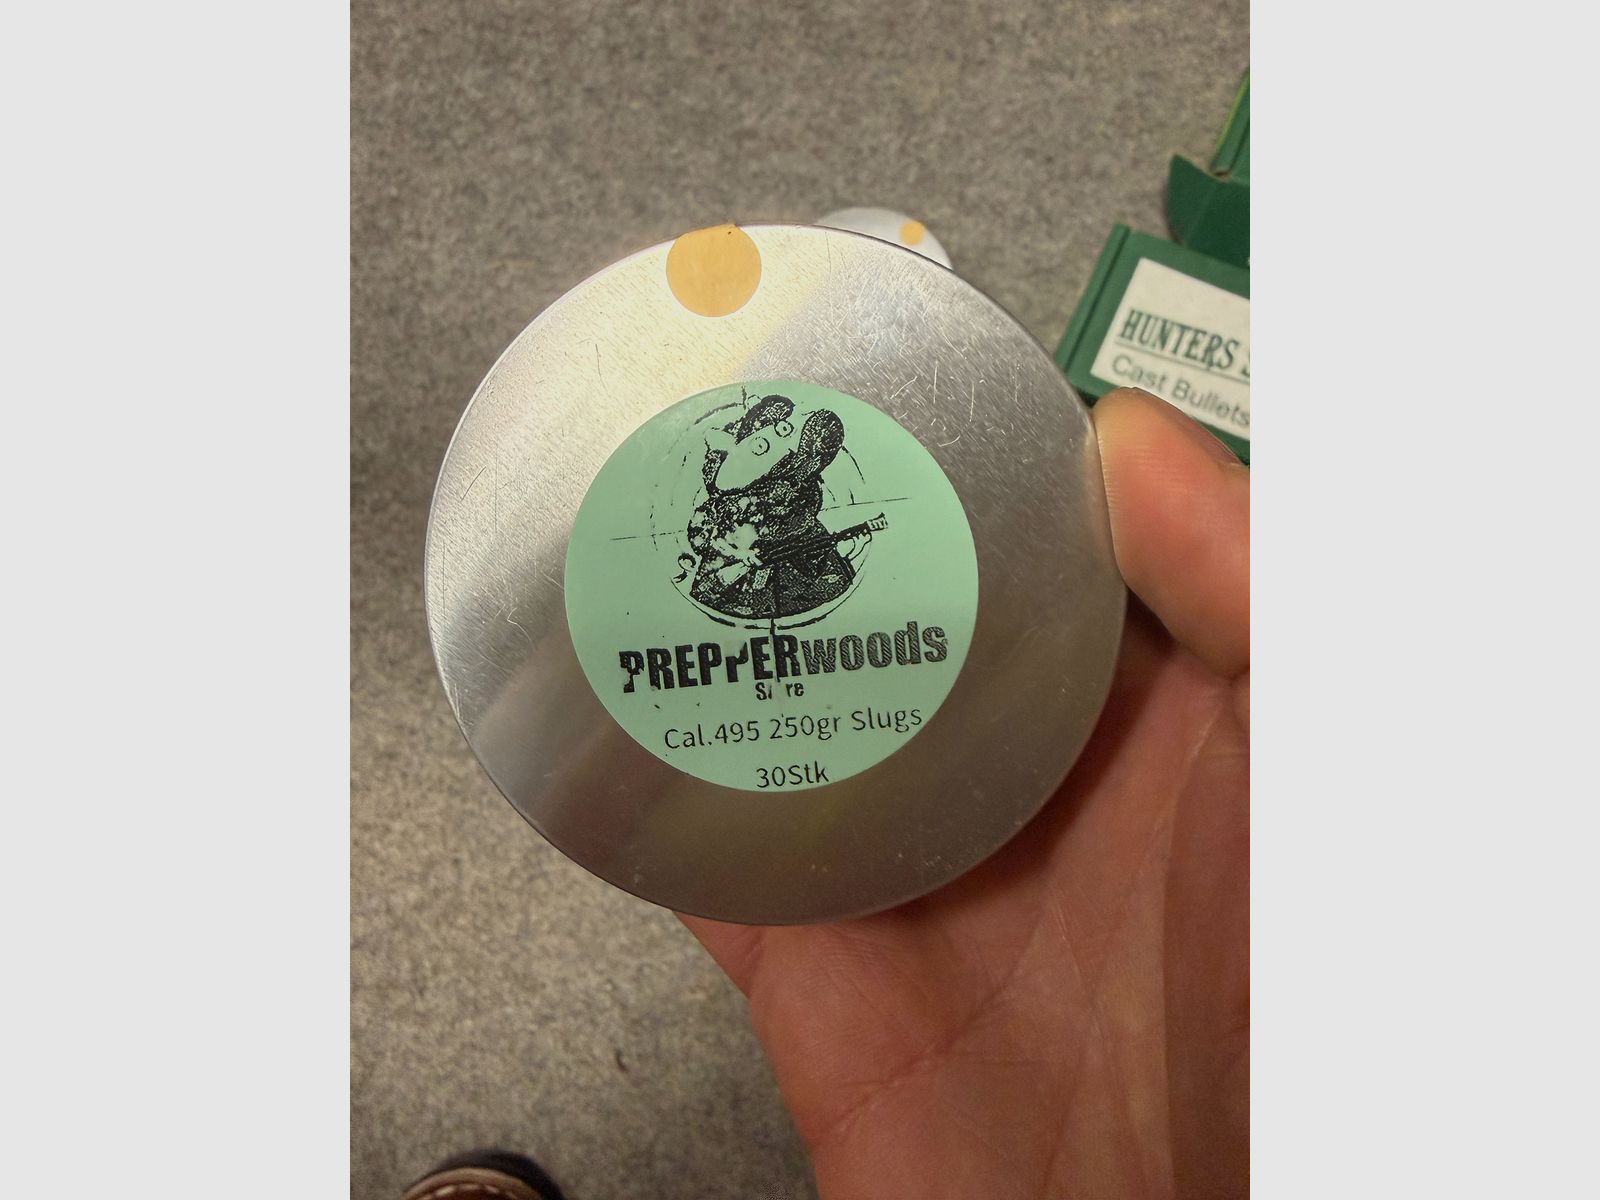 PREPPERwoods
Store
Cal.495 250gr Slugs
30Stk
HUNTERS
Cast Bullets